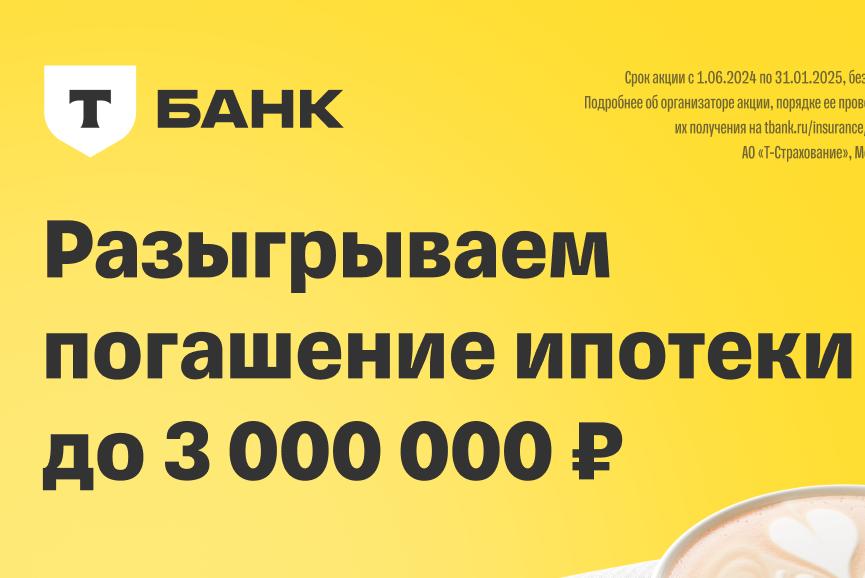 Т БАНК
Срок акции с 1.06.2024 по 31.01.2025, без
Подробнее об организаторе акции, порядке ее
их получения на tbank.ru/insurance,
АО «Т-Страхование»,
Разыгрываем
погашение ипотеки
до 3 000 000 ₽